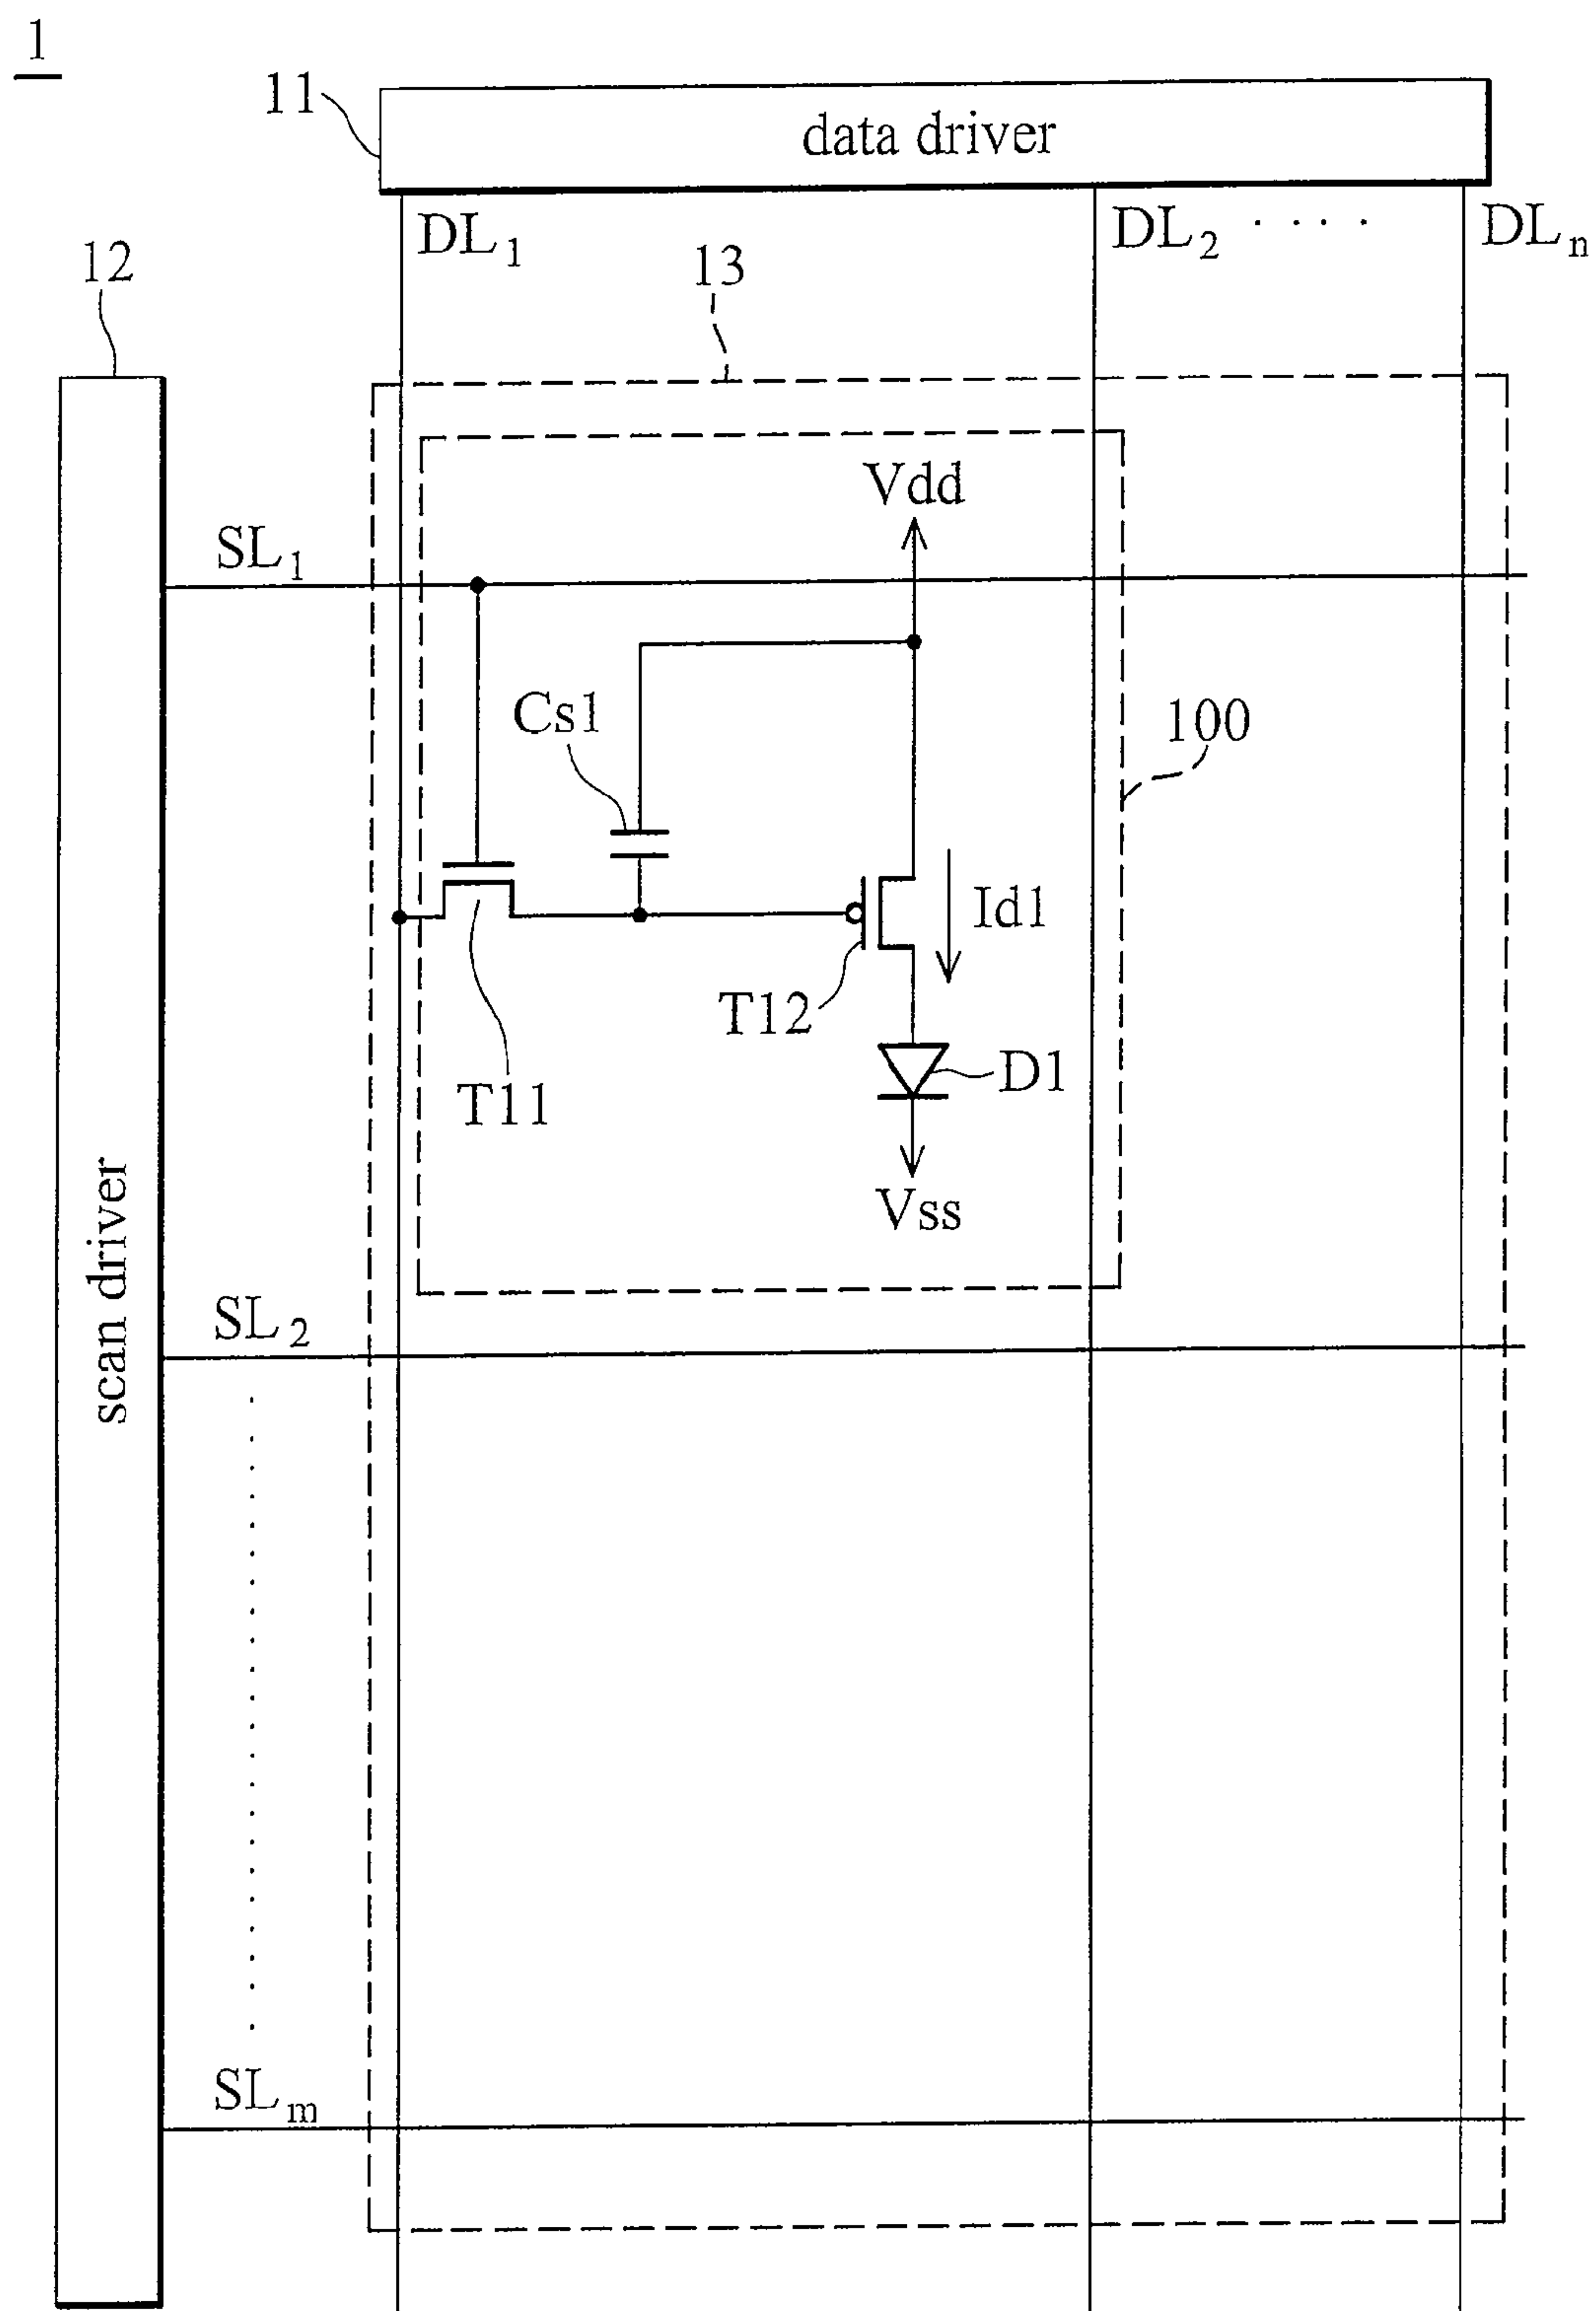 1
11
data driver
DL1
DL2 . . . .
DLn
12
13
Vdd
SL1
Cs1
100
Id1
T12
D1
T11
Vss
scan driver
SL2
SLm